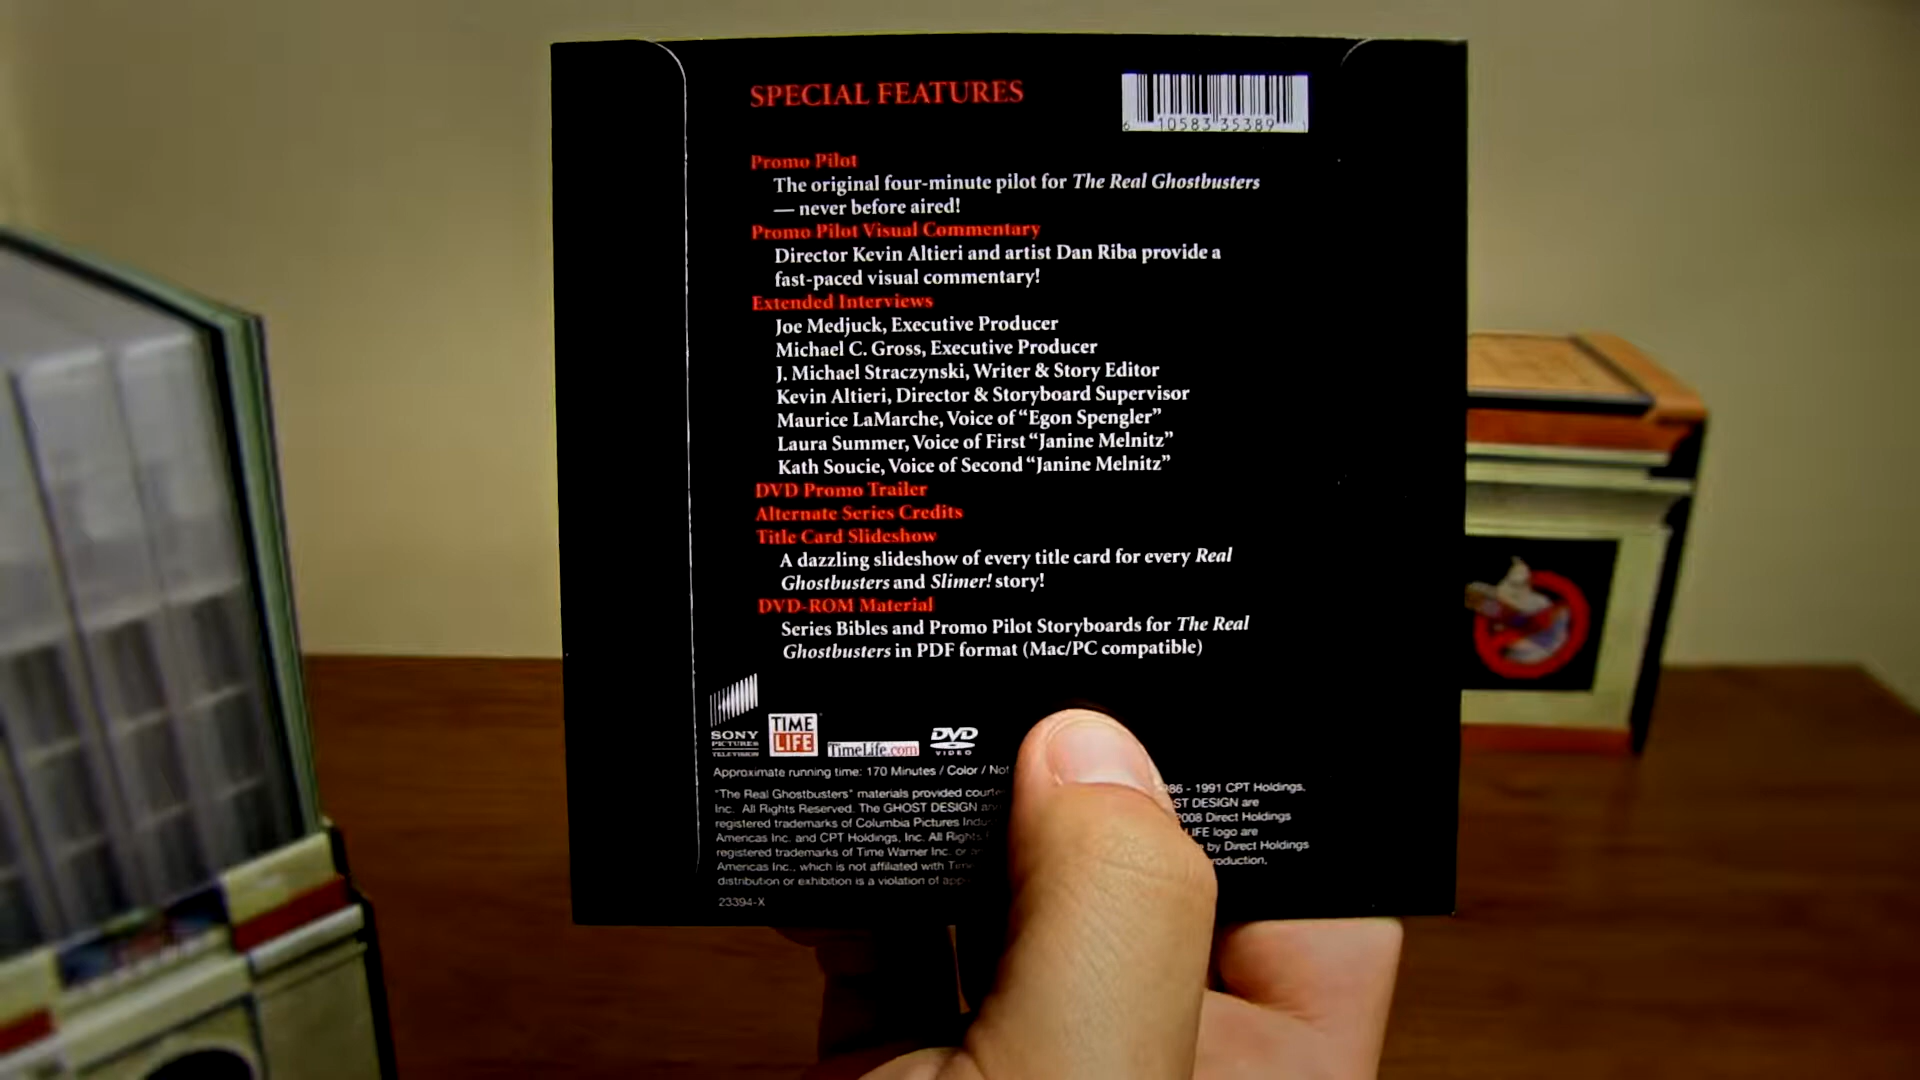 SPECIAL FEATURES
6 10583 35389 1
Promo Pilot
The original four-minute pilot for The Real Ghostbusters
— never before aired!
Promo Pilot Visual Commentary
Director Kevin Altieri and artist Dan Riba provide a
fast-paced visual commentary!
Extended Interviews
Joe Medjuck, Executive Producer
Michael C. Gross, Executive Producer
J. Michael Straczynski, Writer & Story Editor
Kevin Altieri, Director & Storyboard Supervisor
Maurice LaMarche, Voice of “Egon Spengler”
Laura Summer, Voice of First “Janine Melnitz”
Kath Soucie, Voice of Second “Janine Melnitz”
DVD Promo Trailer
Alternate Series Credits
Title Card Slideshow
A dazzling slideshow of every title card for every Real
Ghostbusters and Slimer! story!
DVD-ROM Material
Series Bibles and Promo Pilot Storyboards for The Real
Ghostbusters in PDF format (Mac/PC compatible)
SONY
PICTURES
TELEVISION
TIME
LIFE
TimeLife.com
DVD
VIDEO
Approximate running time: 170 Minutes / Color / Not
"The Real Ghostbusters" materials provided 86 - 1991 CPT Holdings,
Inc. All Rights Reserved. The GHOST DESIGN DESIGN are
registered trademarks of Columbia Pictures 2008 Direct Holdings
Americas Inc. and CPT Holdings, Inc. All Rights LIFE logo are
registered trademarks of Time Warner Inc. by Direct Holdings
Americas Inc., which is not affiliated with
distribution or exhibition is a violation of
23394-X